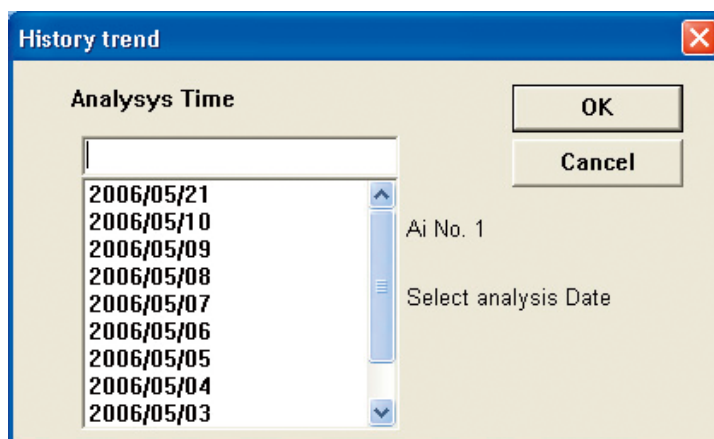 History trend
Analysys Time
OK
Cancel
2006/05/21
2006/05/10
2006/05/09
2006/05/08
2006/05/07
2006/05/06
2006/05/05
2006/05/04
2006/05/03
Ai No. 1
Select analysis Date